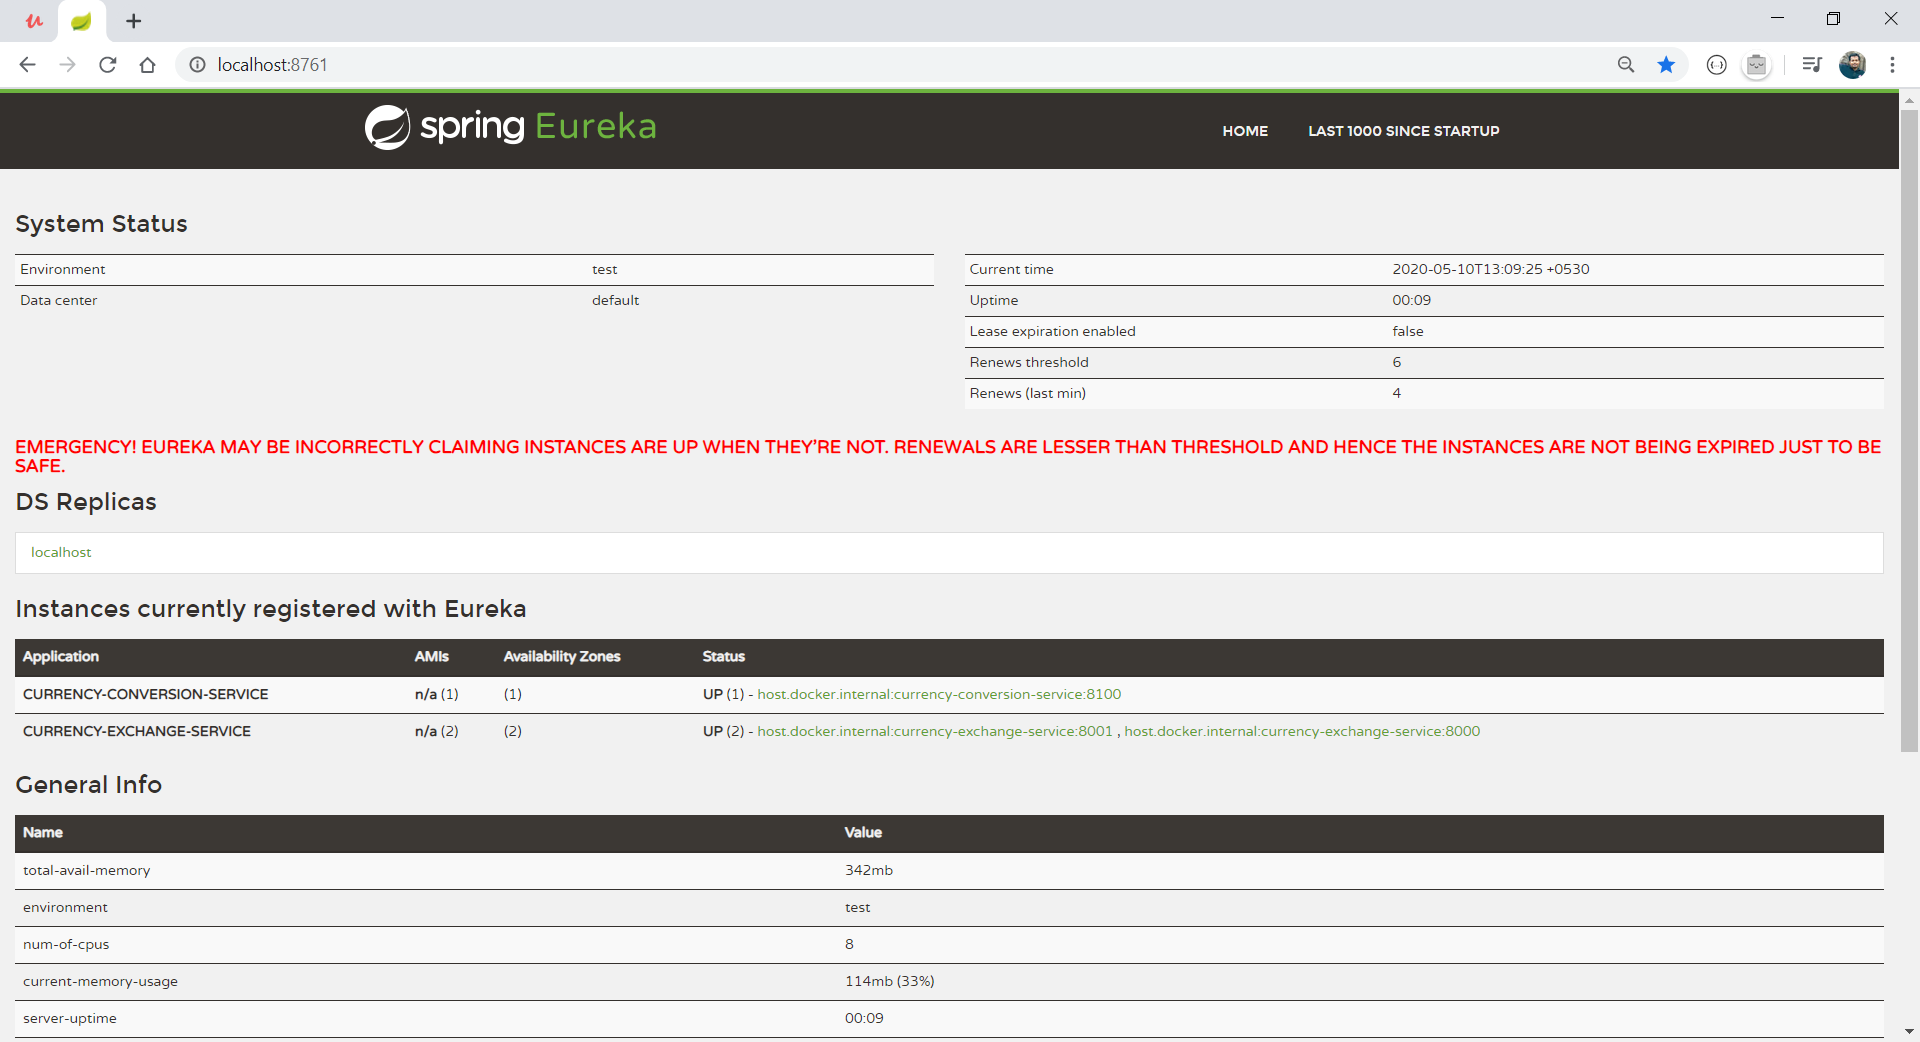 localhost:8761
spring Eureka
HOME LAST 1000 SINCE STARTUP
System Status
Environment test
Data center default
Current time 2020-05-10T13:09:25 +0530
Uptime 00:09
Lease expiration enabled false
Renews threshold 6
Renews (last min) 4
EMERGENCY! EUREKA MAY BE INCORRECTLY CLAIMING INSTANCES ARE UP WHEN THEY'RE NOT. RENEWALS ARE LESSER THAN THRESHOLD AND HENCE THE INSTANCES ARE NOT BEING EXPIRED JUST TO BE
SAFE.
DS Replicas
localhost
Instances currently registered with Eureka
Application AMIs Availability Zones Status
CURRENCY-CONVERSION-SERVICE n/a (1) (1) UP (1) - host.docker.internal:currency-conversion-service:8100
CURRENCY-EXCHANGE-SERVICE n/a (2) (2) UP (2) - host.docker.internal:currency-exchange-service:8001 , host.docker.internal:currency-exchange-service:8000
General Info
Name Value
total-avail-memory 342mb
environment test
num-of-cpus 8
current-memory-usage 114mb (33%)
server-uptime 00:09